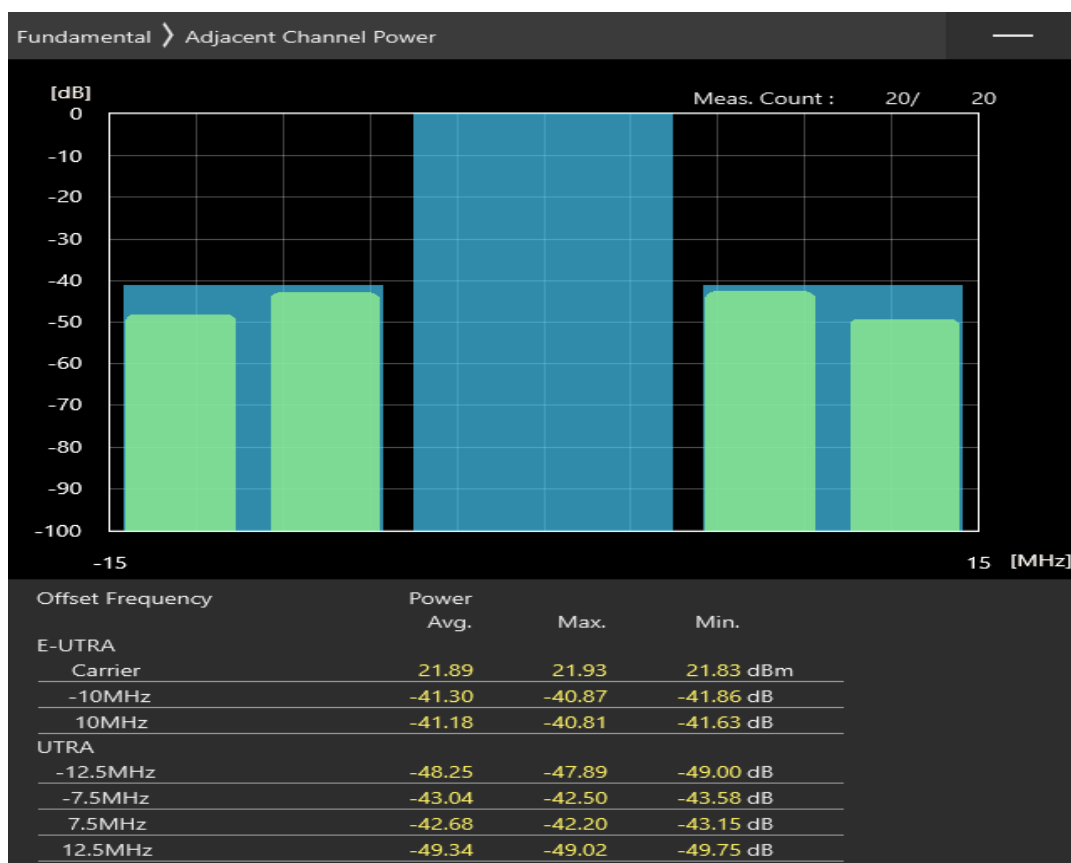 Fundamental ❯ Adjacent Channel Power
[dB]
Meas. Count : 20/ 20
0
-10
-20
-30
-40
-50
-60
-70
-80
-90
-100
-15 15 [MHz]
Offset Frequency Power
Avg. Max. Min.
E-UTRA
Carrier 21.89 21.93 21.83 dBm
-10MHz -41.30 -40.87 -41.86 dB
10MHz -41.18 -40.81 -41.63 dB
UTRA
-12.5MHz -48.25 -47.89 -49.00 dB
-7.5MHz -43.04 -42.50 -43.58 dB
7.5MHz -42.68 -42.20 -43.15 dB
12.5MHz -49.34 -49.02 -49.75 dB